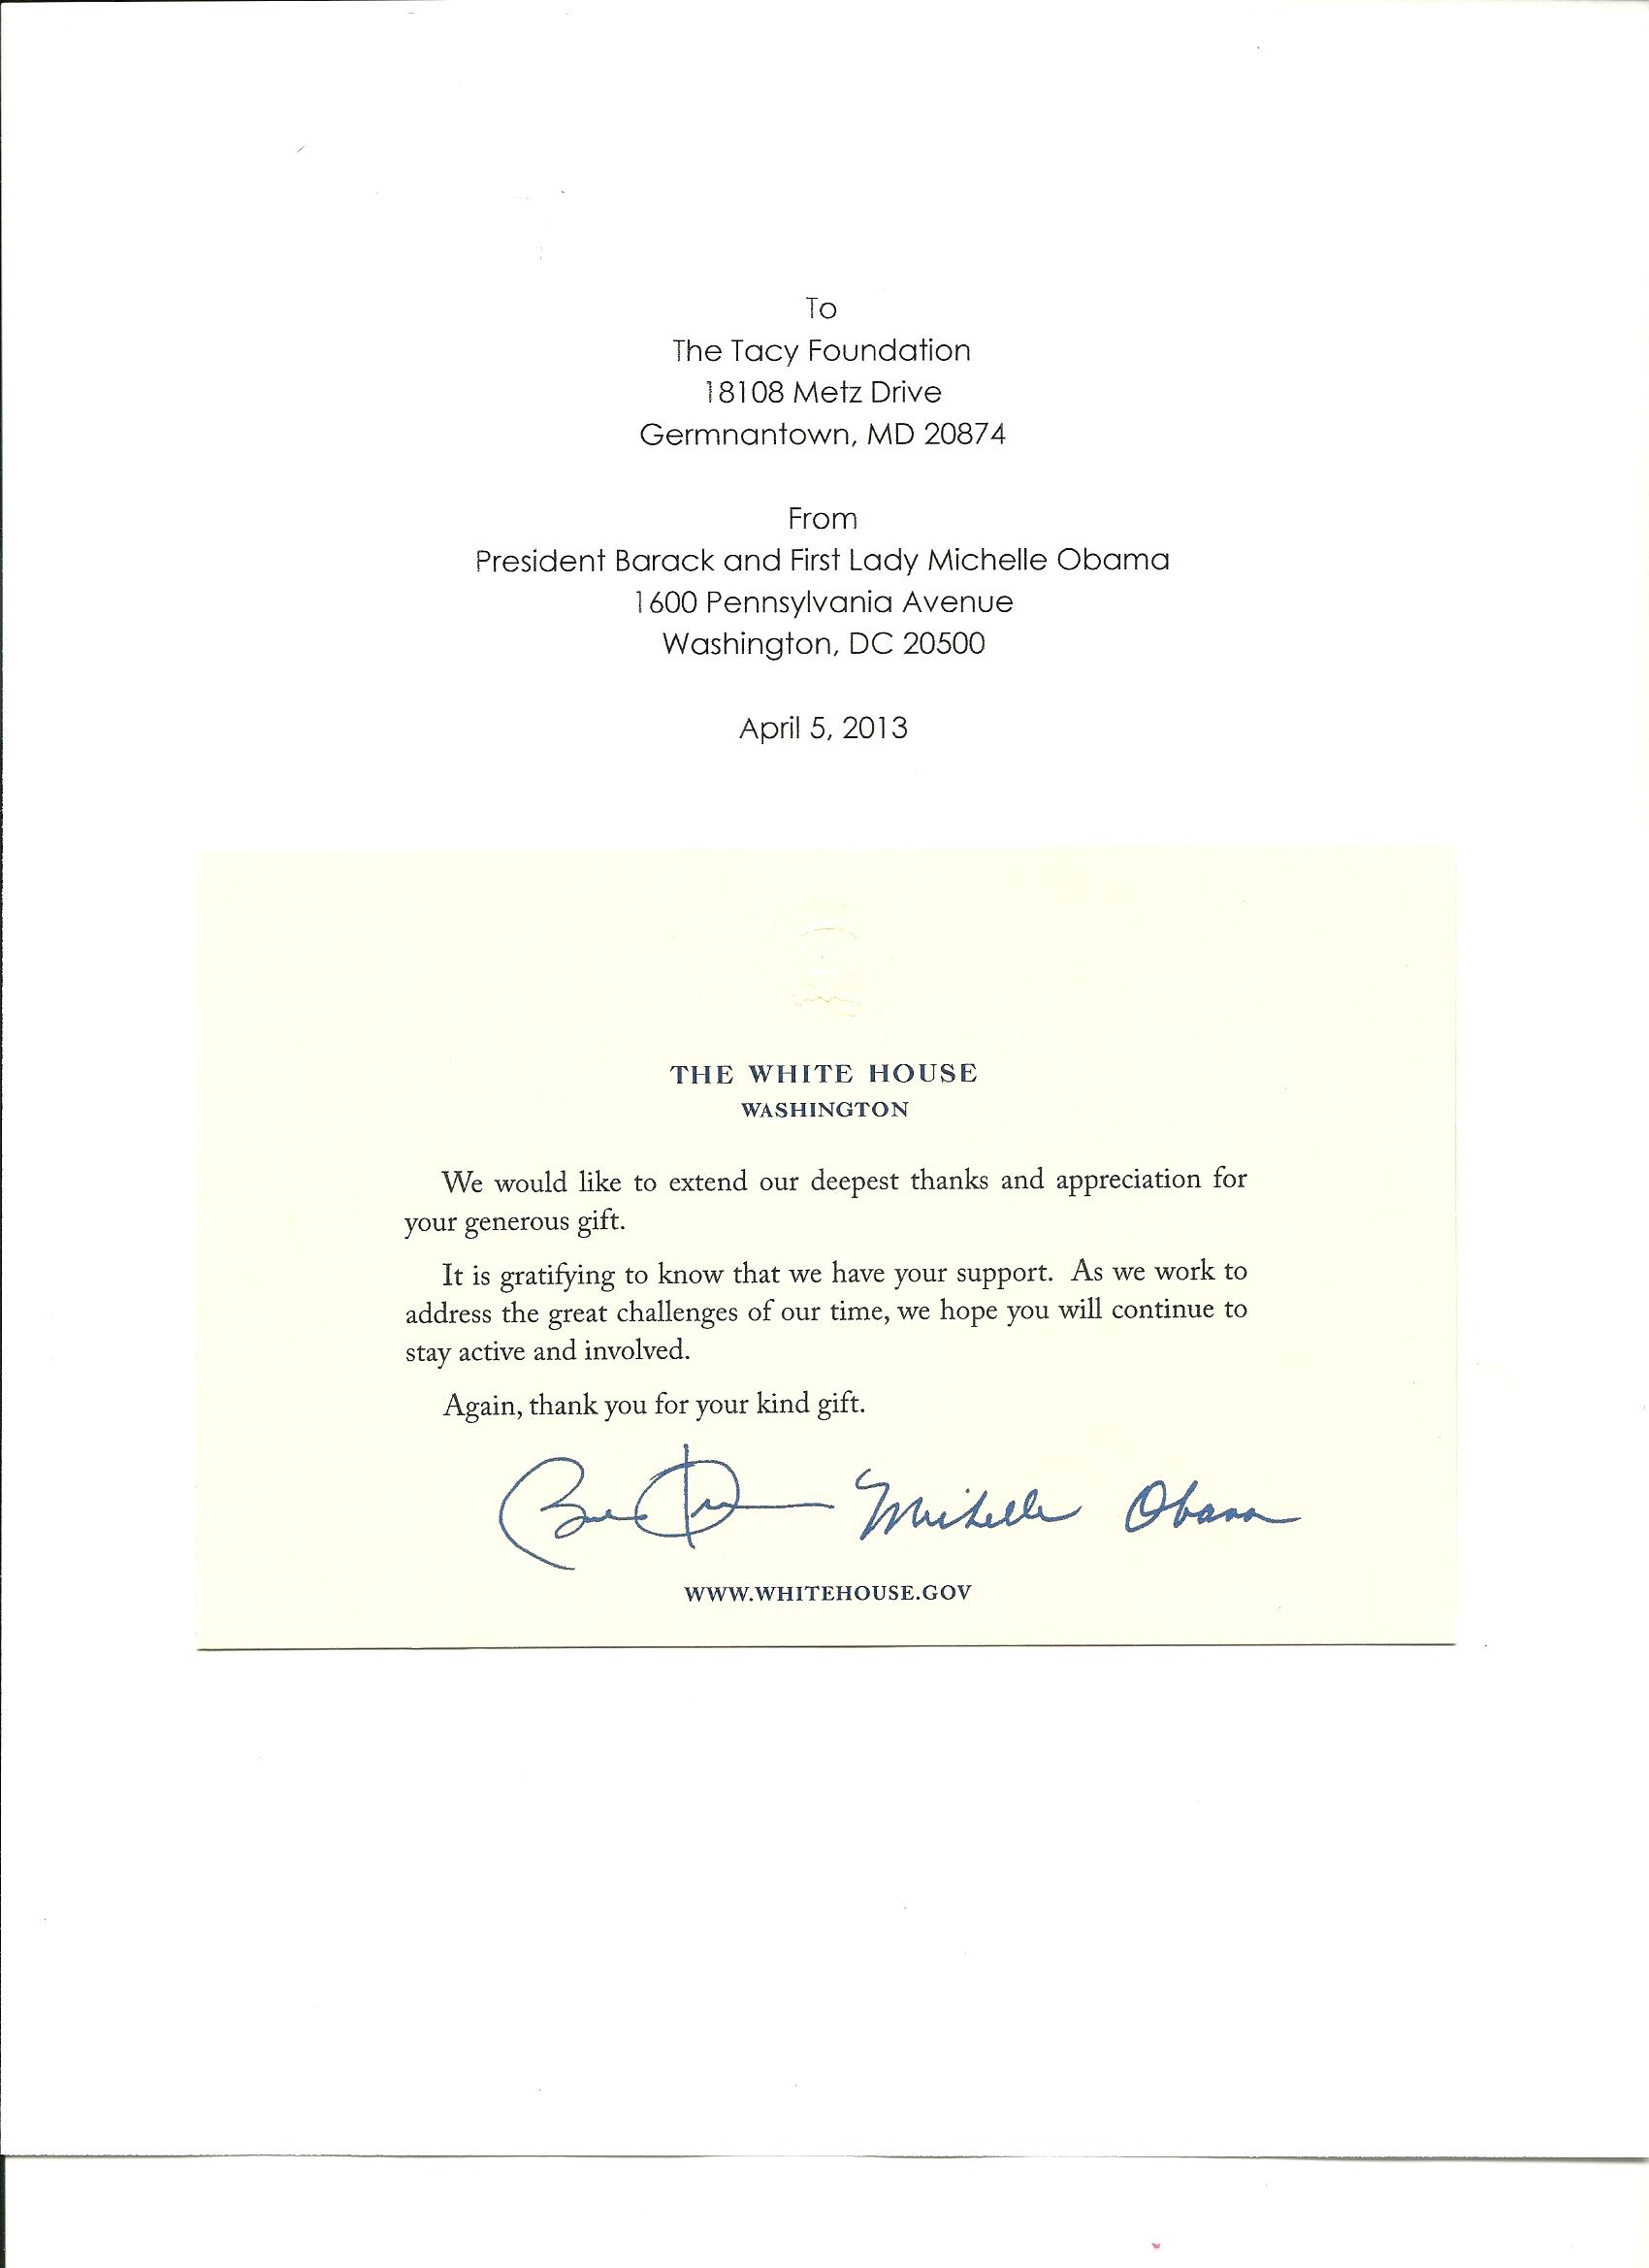 To
The Tacy Foundation
18108 Metz Drive
Germnantown, MD 20874
From
President Barack and First Lady Michelle Obama
1600 Pennsylvania Avenue
Washington, DC 20500
April 5, 2013
THE WHITE HOUSE
WASHINGTON
We would like to extend our deepest thanks and appreciation for
your generous gift.
It is gratifying to know that we have your support. As we work to
address the great challenges of our time, we hope you will continue to
stay active and involved.
Again, thank you for your kind gift.
Michelle Obama
WWW.WHITEHOUSE.GOV